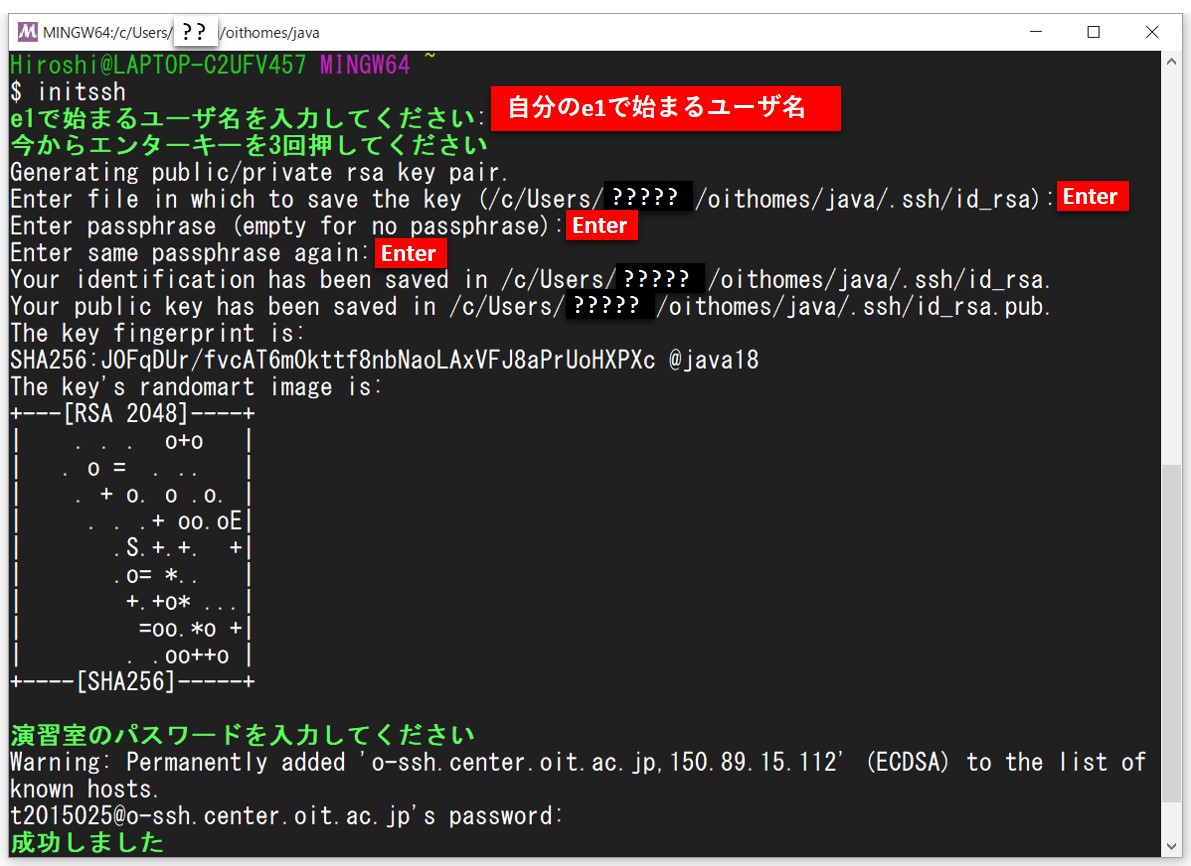 MINGW64:/c/Users/ ?? /oithomes/java
Hiroshi@LAPTOP-C2UFV457 MINGW64 ~
$ initssh
e1で始まるユーザ名を入力してください: 自分のe1で始まるユーザ名
今からエンターキーを3回押してください
Generating public/private rsa key pair.
Enter file in which to save the key (/c/Users/ ????? /oithomes/java/.ssh/id_rsa): Enter
Enter passphrase (empty for no passphrase): Enter
Enter same passphrase again: Enter
Your identification has been saved in /c/Users/ ????? /oithomes/java/.ssh/id_rsa.
Your public key has been saved in /c/Users/ ????? /oithomes/java/.ssh/id_rsa.pub.
The key fingerprint is:
SHA256:JOFqDUr/fvcAT6mOkttf8nbNaoLAxVFJ8aPrUoHXPXc @java18
The key's randomart image is:
+---[RSA 2048]----+
|    . . .  o+o   |
|   . o =  . ..   |
|    . + o. o .o. |
|     . . .+ oo.oE|
|       .S.+.+.  +|
|       .o= *..   |
|        +.+o* ...|
|         =oo.*o +|
|        . .oo++o |
+----[SHA256]-----+
演習室のパスワードを入力してください
Warning: Permanently added 'o-ssh.center.oit.ac.jp,150.89.15.112' (ECDSA) to the list of
known hosts.
t2015025@o-ssh.center.oit.ac.jp's password:
成功しました